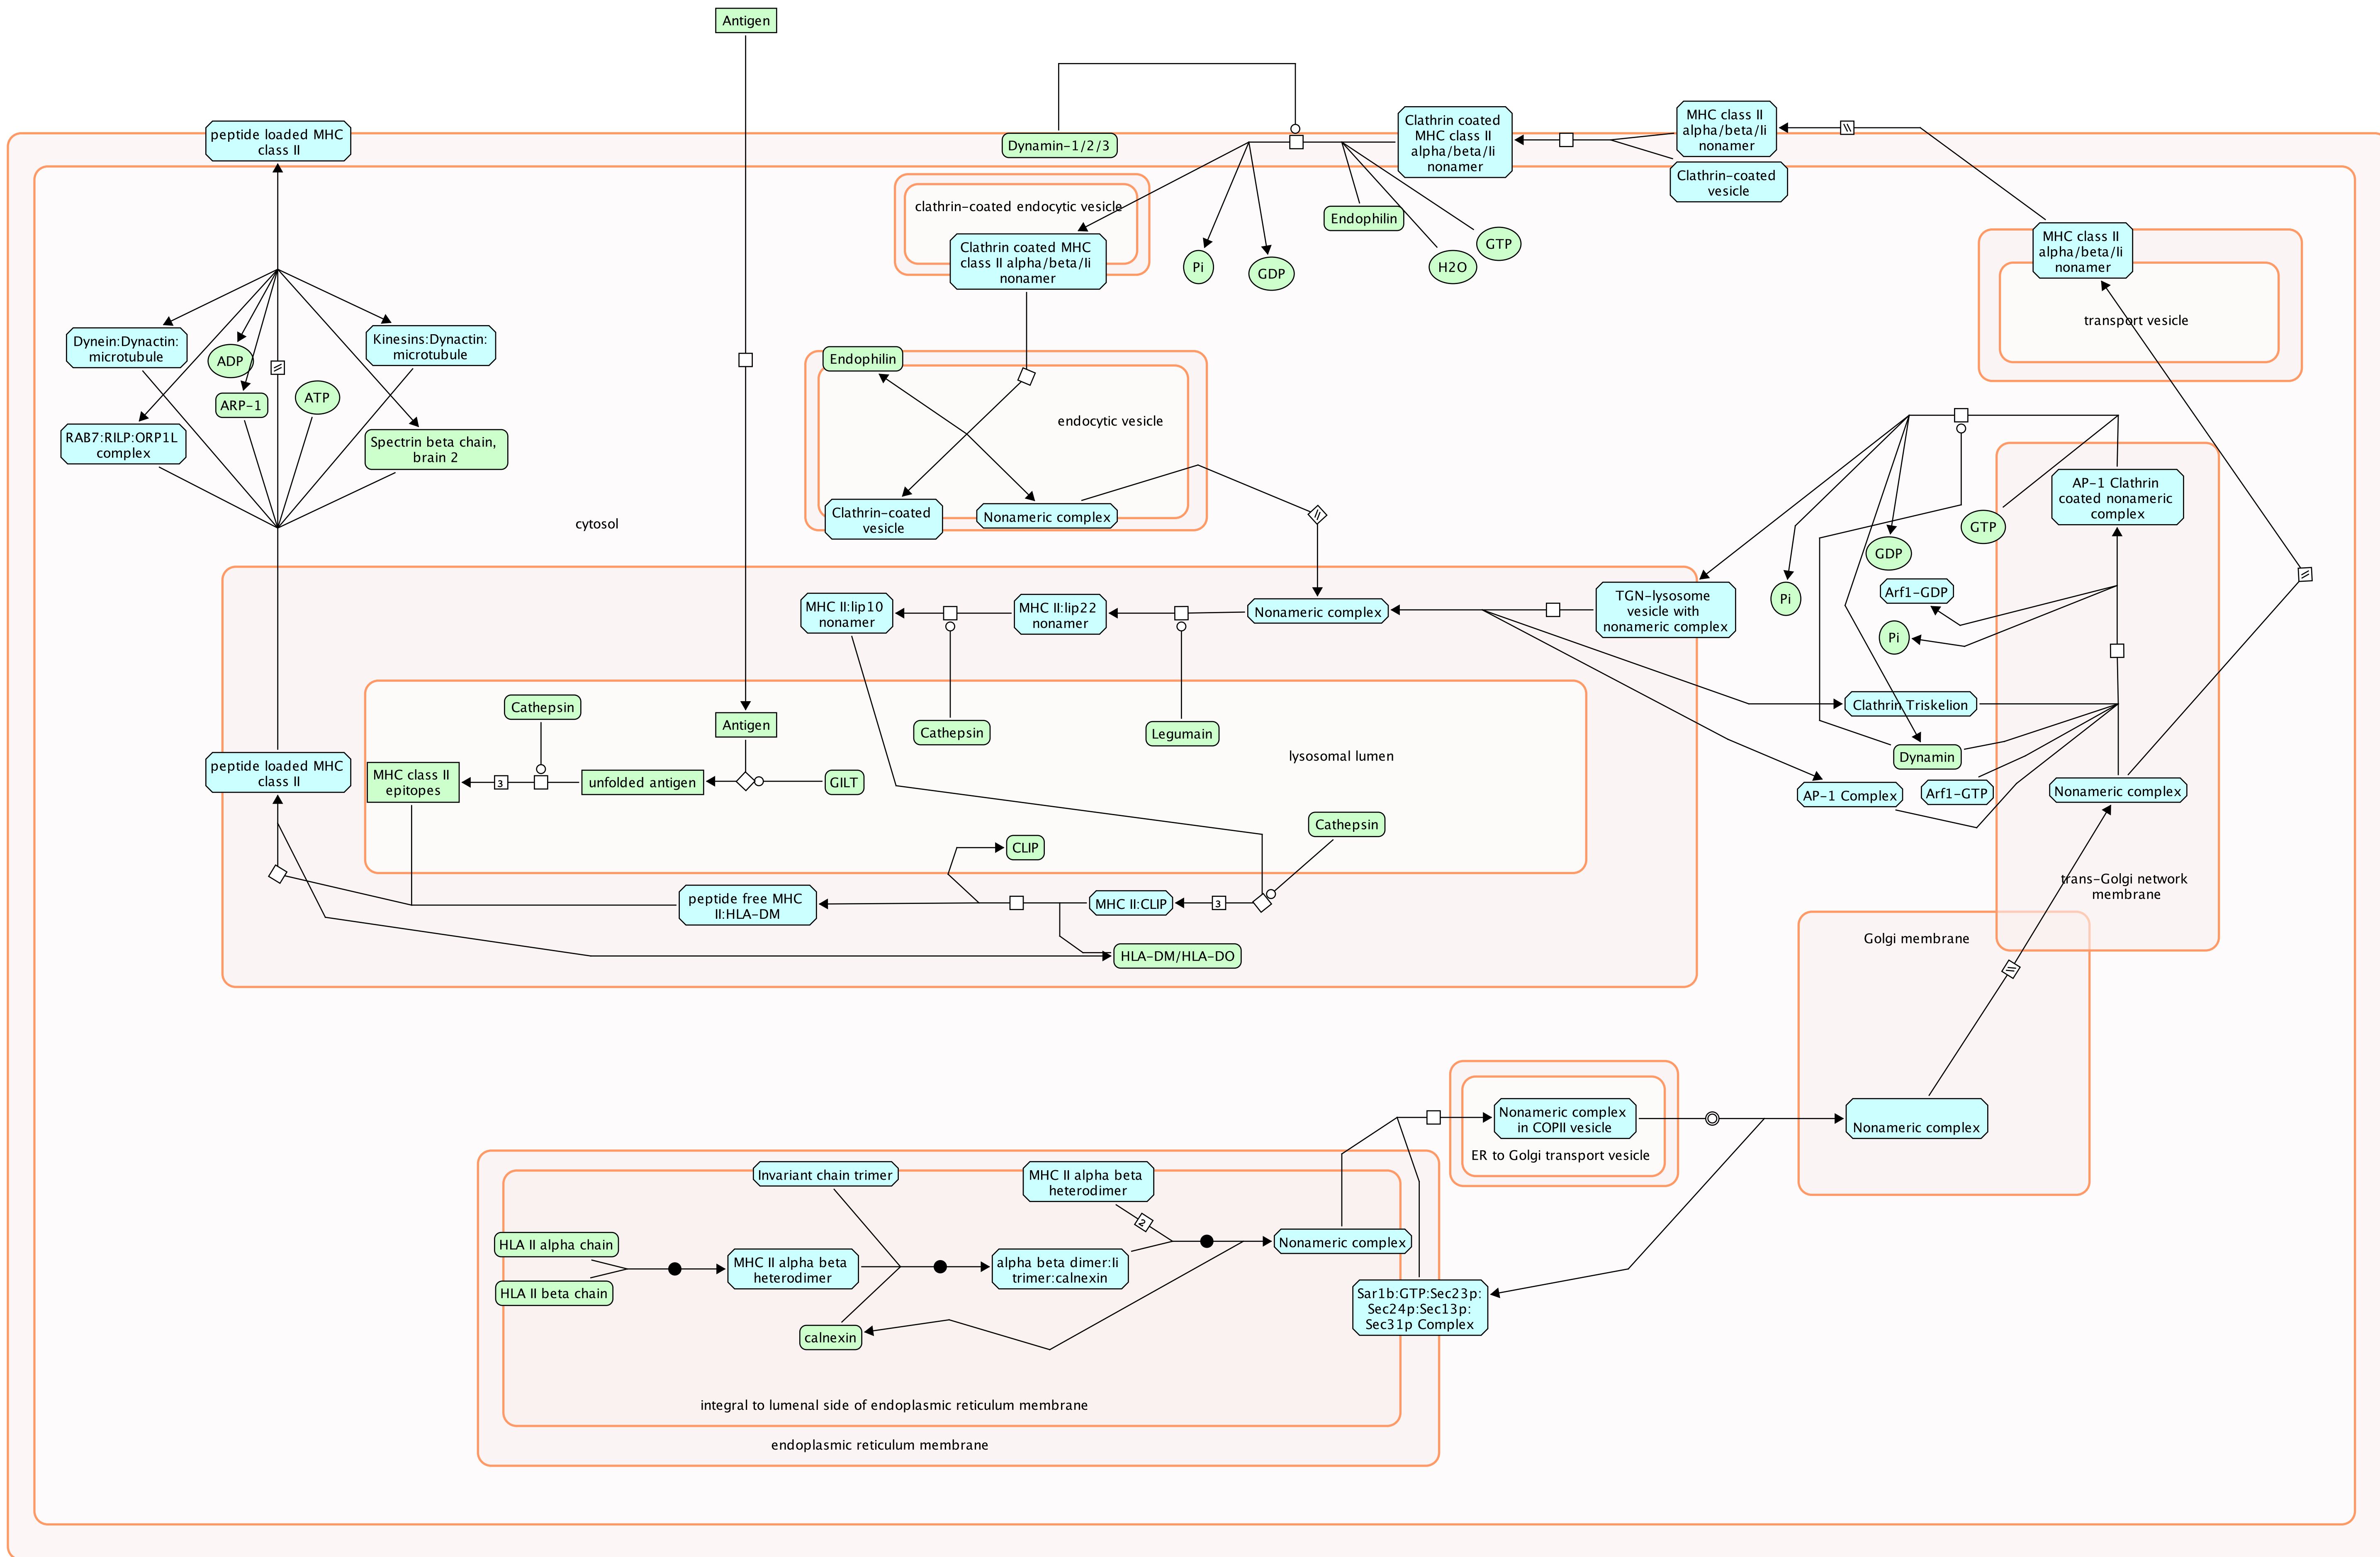 Antigen
peptide loaded MHC
class II
Dynamin-1/2/3
Clathrin coated
MHC class II
alpha/beta/Ii
nonamer
MHC class II
alpha/beta/Ii
nonamer
Clathrin-coated
vesicle
clathrin-coated endocytic vesicle
Clathrin coated MHC
class II alpha/beta/Ii
nonamer
Pi
GDP
Endophilin
H2O
GTP
MHC class II
alpha/beta/Ii
nonamer
transport vesicle
Dynein:Dynactin:
microtubule
ADP
ARP-1
ATP
Kinesins:Dynactin:
microtubule
RAB7:RILP:ORP1L
complex
Spectrin beta chain,
brain 2
Endophilin
endocytic vesicle
Clathrin-coated
vesicle
Nonameric complex
cytosol
AP-1 Clathrin
coated nonameric
complex
GTP
GDP
Pi
Arf1-GDP
Pi
MHC II:lip10
nonamer
MHC II:lip22
nonamer
Nonameric complex
TGN-lysosome
vesicle with
nonameric complex
Clathrin Triskelion
Dynamin
AP-1 Complex
Arf1-GTP
Nonameric complex
Cathepsin
Antigen
Cathepsin
Legumain
lysosomal lumen
peptide loaded MHC
class II
MHC class II
epitopes
3
unfolded antigen
GILT
Cathepsin
CLIP
peptide free MHC
II:HLA-DM
MHC II:CLIP
3
HLA-DM/HLA-DO
trans-Golgi network
membrane
Golgi membrane
Nonameric complex
in COPII vesicle
ER to Golgi transport vesicle
Nonameric complex
Invariant chain trimer
MHC II alpha beta
heterodimer
2
HLA II alpha chain
HLA II beta chain
MHC II alpha beta
heterodimer
alpha beta dimer:Ii
trimer:calnexin
Nonameric complex
calnexin
Sar1b:GTP:Sec23p:
Sec24p:Sec13p:
Sec31p Complex
integral to lumenal side of endoplasmic reticulum membrane
endoplasmic reticulum membrane